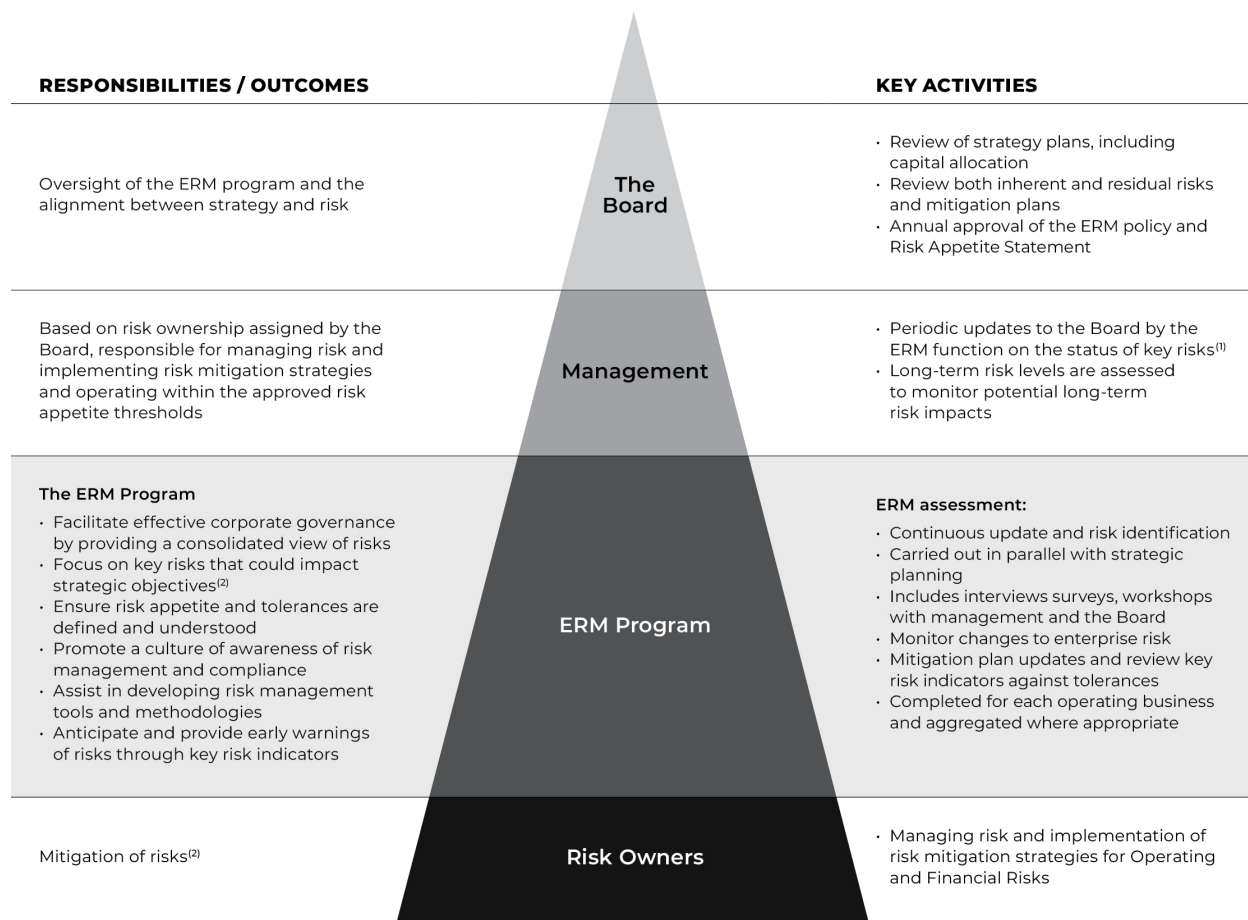 RESPONSIBILITIES / OUTCOMES
KEY ACTIVITIES
Oversight of the ERM program and the
alignment between strategy and risk
The
Board
• Review of strategy plans, including
capital allocation
• Review both inherent and residual risks
and mitigation plans
• Annual approval of the ERM policy and
Risk Appetite Statement
Based on risk ownership assigned by the
Board, responsible for managing risk and
implementing risk mitigation strategies
and operating within the approved risk
appetite thresholds
Management
• Periodic updates to the Board by the
ERM function on the status of key risks(1)
• Long-term risk levels are assessed
to monitor potential long-term
risk impacts
The ERM Program
• Facilitate effective corporate governance
by providing a consolidated view of risks
• Focus on key risks that could impact
strategic objectives(2)
• Ensure risk appetite and tolerances are
defined and understood
• Promote a culture of awareness of risk
management and compliance
• Assist in developing risk management
tools and methodologies
• Anticipate and provide early warnings
of risks through key risk indicators
ERM Program
ERM assessment:
• Continuous update and risk identification
• Carried out in parallel with strategic
planning
• Includes interviews surveys, workshops
with management and the Board
• Monitor changes to enterprise risk
• Mitigation plan updates and review key
risk indicators against tolerances
• Completed for each operating business
and aggregated where appropriate
Mitigation of risks(2)
Risk Owners
• Managing risk and implementation of
risk mitigation strategies for Operating
and Financial Risks